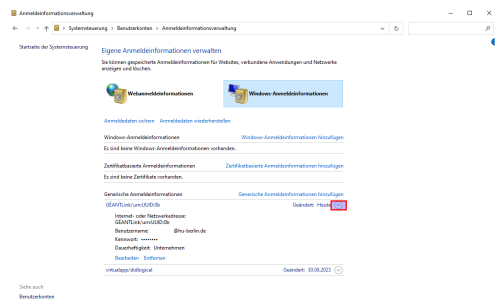 Anmeldeinformationsverwaltung
Systemsteuerung > Benutzerkonten > Anmeldeinformationsverwaltung
Startseite der Systemsteuerung
Eigene Anmeldeinformationen verwalten
Sie können gespeicherte Anmeldeinformationen für Websites, verbundene Anwendungen und Netzwerke
anzeigen und löschen.
Webanmeldeinformationen
Windows-Anmeldeinformationen
Anmeldedaten sichern Anmeldedaten wiederherstellen
Windows-Anmeldeinformationen Windows-Anmeldeinformationen hinzufügen
Es sind keine Windows-Anmeldeinformationen vorhanden.
Zertifikatbasierte Anmeldeinformationen Zertifikatbasierte Anmeldeinformationen hinzufügen
Es sind keine Zertifikate vorhanden.
Generische Anmeldeinformationen Generische Anmeldeinformationen hinzufügen
GÉANTLink/urn:UUID:0b Geändert: Heute
Internet- oder Netzwerkadresse:
GÉANTLink/urn:UUID:0b
Benutzername: @hu-berlin.de
Kennwort: ••••••••
Dauerhaftigkeit: Unternehmen
Bearbeiten Entfernen
virtualapp/didlogical Geändert: 30.08.2023
Siehe auch
Benutzerkonten